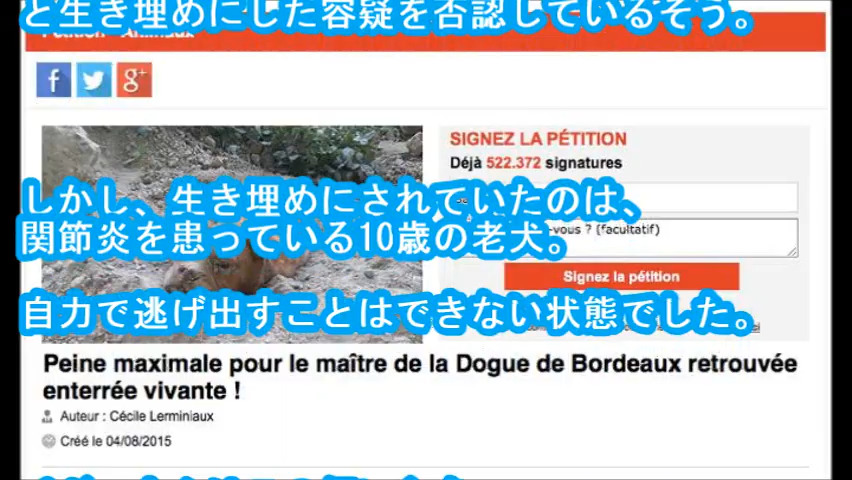 と生き埋めにした容疑を否認しているそう。
SIGNEZ LA PÉTITION
Déjà 522.372 signatures
しかし、生き埋めにされていたのは、
-vous ? (facultatif)
関節炎を患っている10歳の老犬。
Signez la pétition
自力で逃げ出すことはできない状態でした。
Peine maximale pour le maître de la Dogue de Bordeaux retrouvée
enterrée vivante !
Auteur : Cécile Lerminiaux
Créé le 04/08/2015